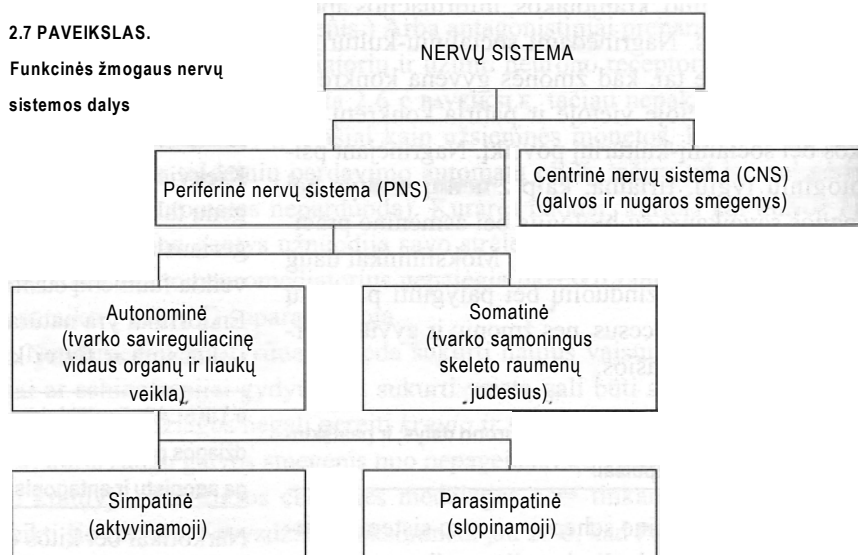 2.7 PAVEIKSLAS.
Funkcinės žmogaus nervų
sistemos dalys
NERVŲ SISTEMA
Periferinė nervų sistema (PNS)
Centrinė nervų sistema (CNS)
(galvos ir nugaros smegenys)
Autonominė
(tvarko savireguliacinę
vidaus organų ir liaukų
veikla)
Somatinė
(tvarko sąmoningus
skeleto raumenų
judesius)
Simpatinė
(aktyvinamoji)
Parasimpatinė
(slopinamoji)